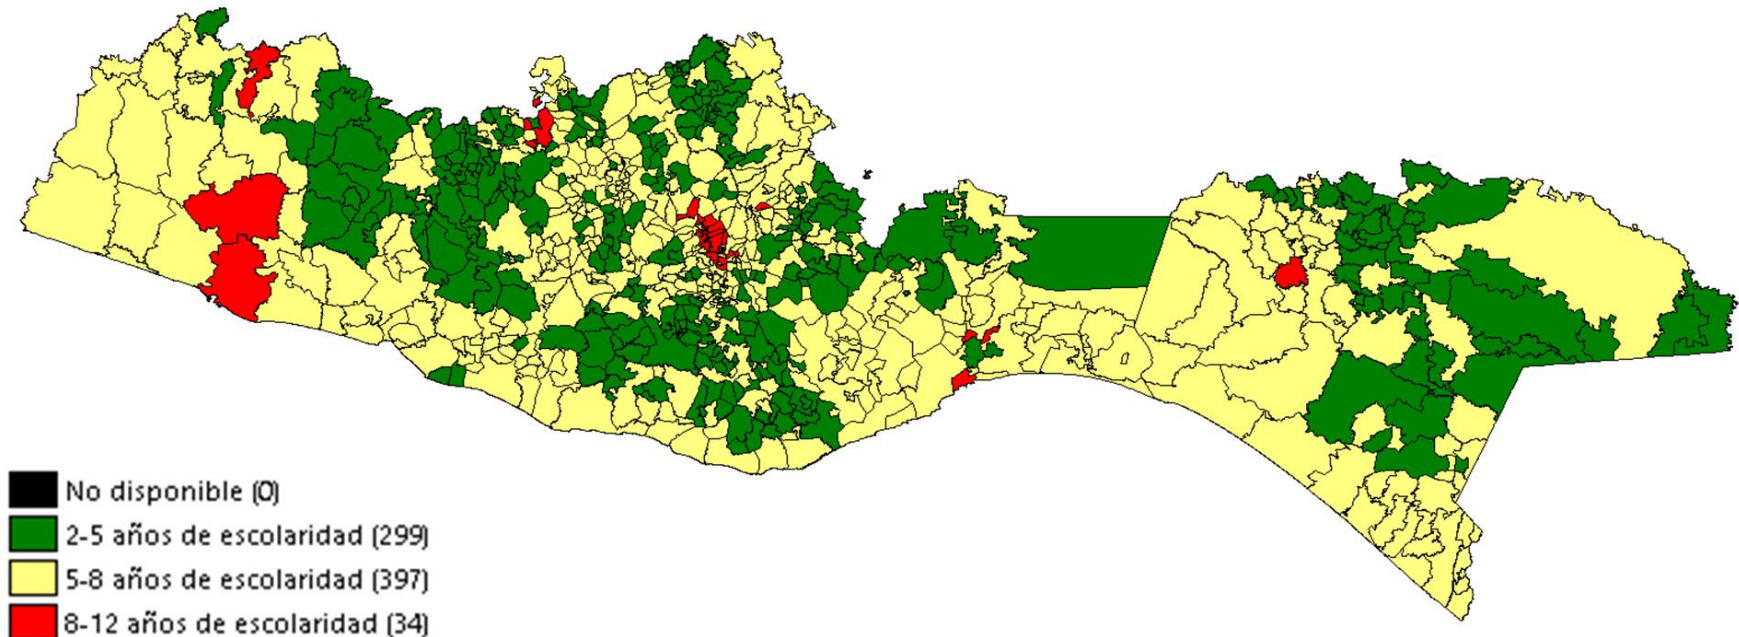 No disponible (0)
2-5 años de escolaridad (299)
5-8 años de escolaridad (397)
8-12 años de escolaridad (34)